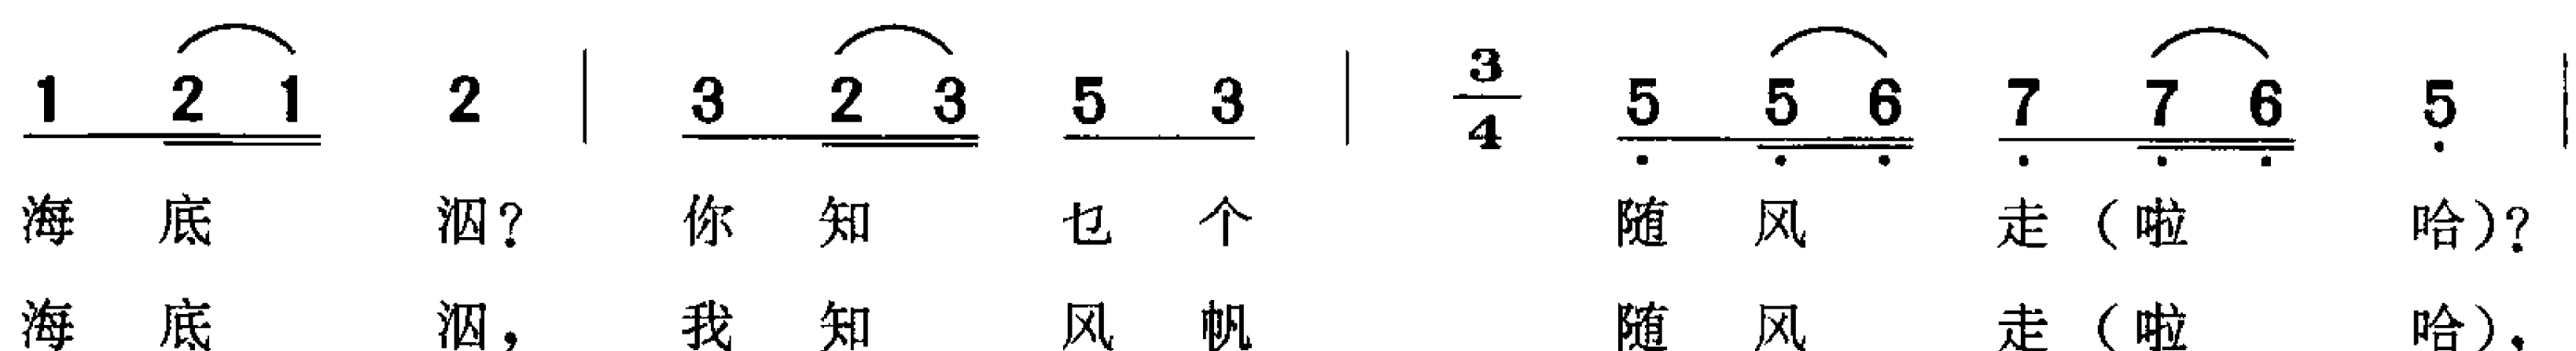 1 2 1 2 | 3 2 3 5 3 | 3/4 5 5 6 7 7 6 5 |
海 底 泅? 你 知 乜 个 随 风 走 (啦 哈)?
海 底 泅, 我 知 风 帆 随 风 走 (啦 哈),